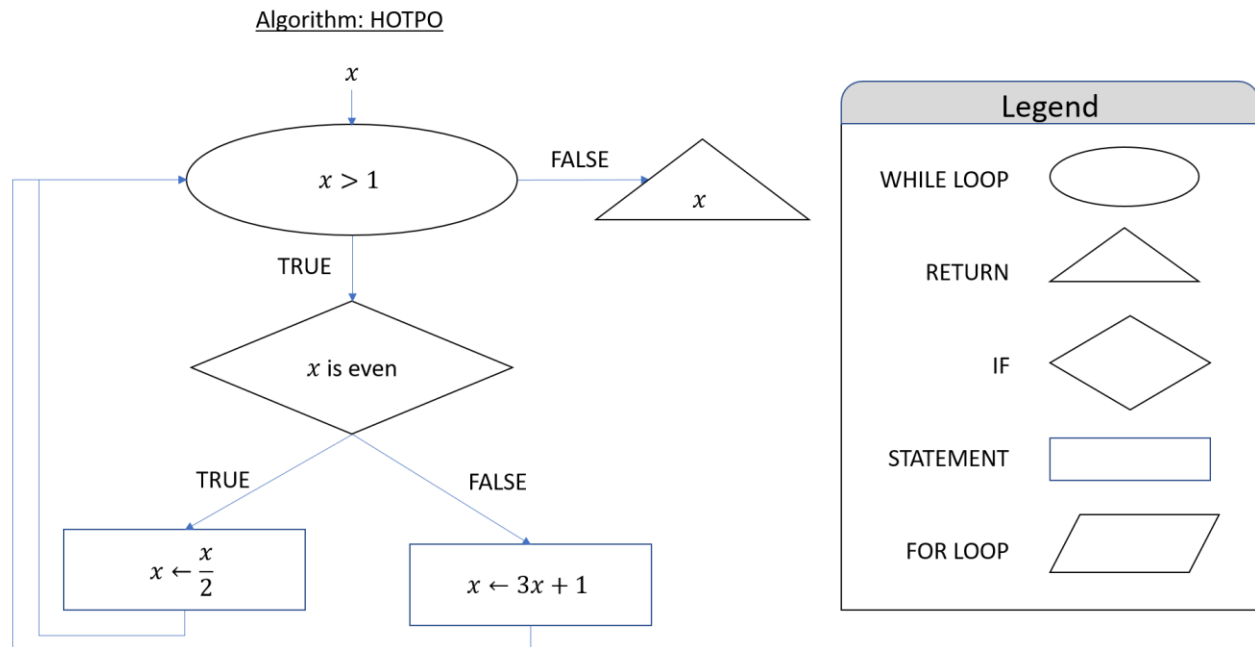 Algorithm: HOTPO
x
x > 1
FALSE
x
TRUE
x is even
TRUE
FALSE
x ← x/2
x ← 3x + 1
Legend
WHILE LOOP
RETURN
IF
STATEMENT
FOR LOOP